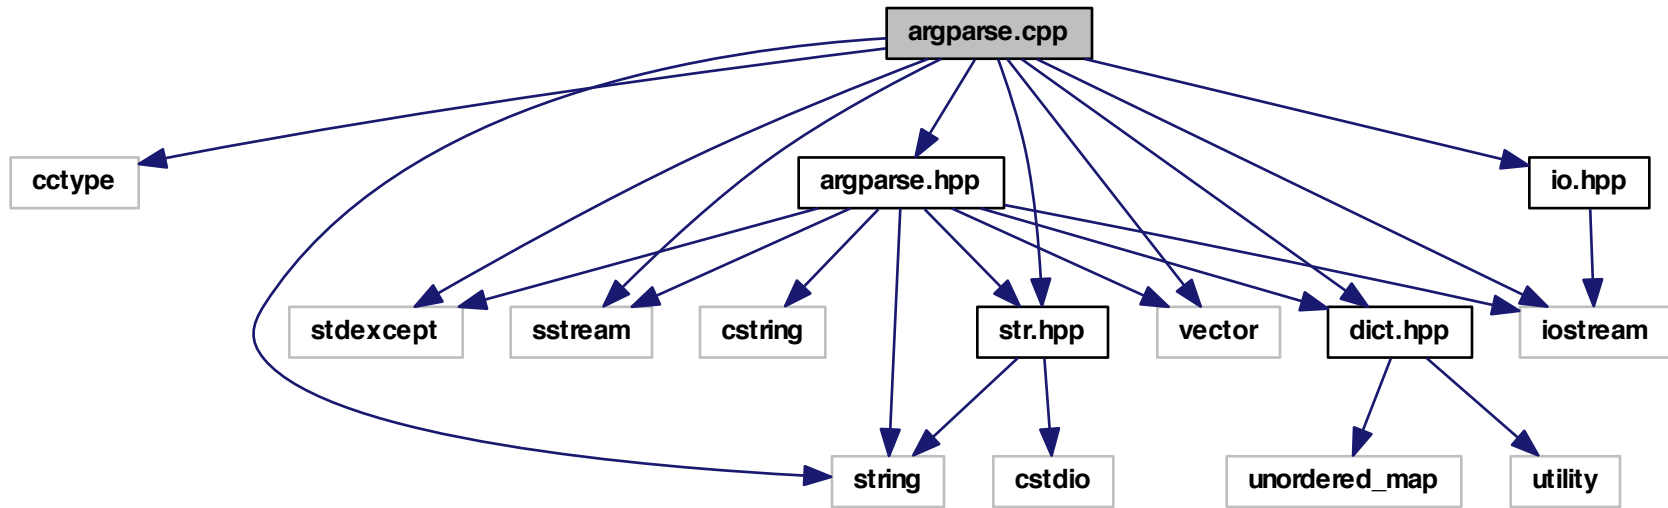 argparse.cpp
cctype
argparse.hpp
io.hpp
stdexcept
sstream
cstring
str.hpp
vector
dict.hpp
iostream
string
cstdio
unordered_map
utility